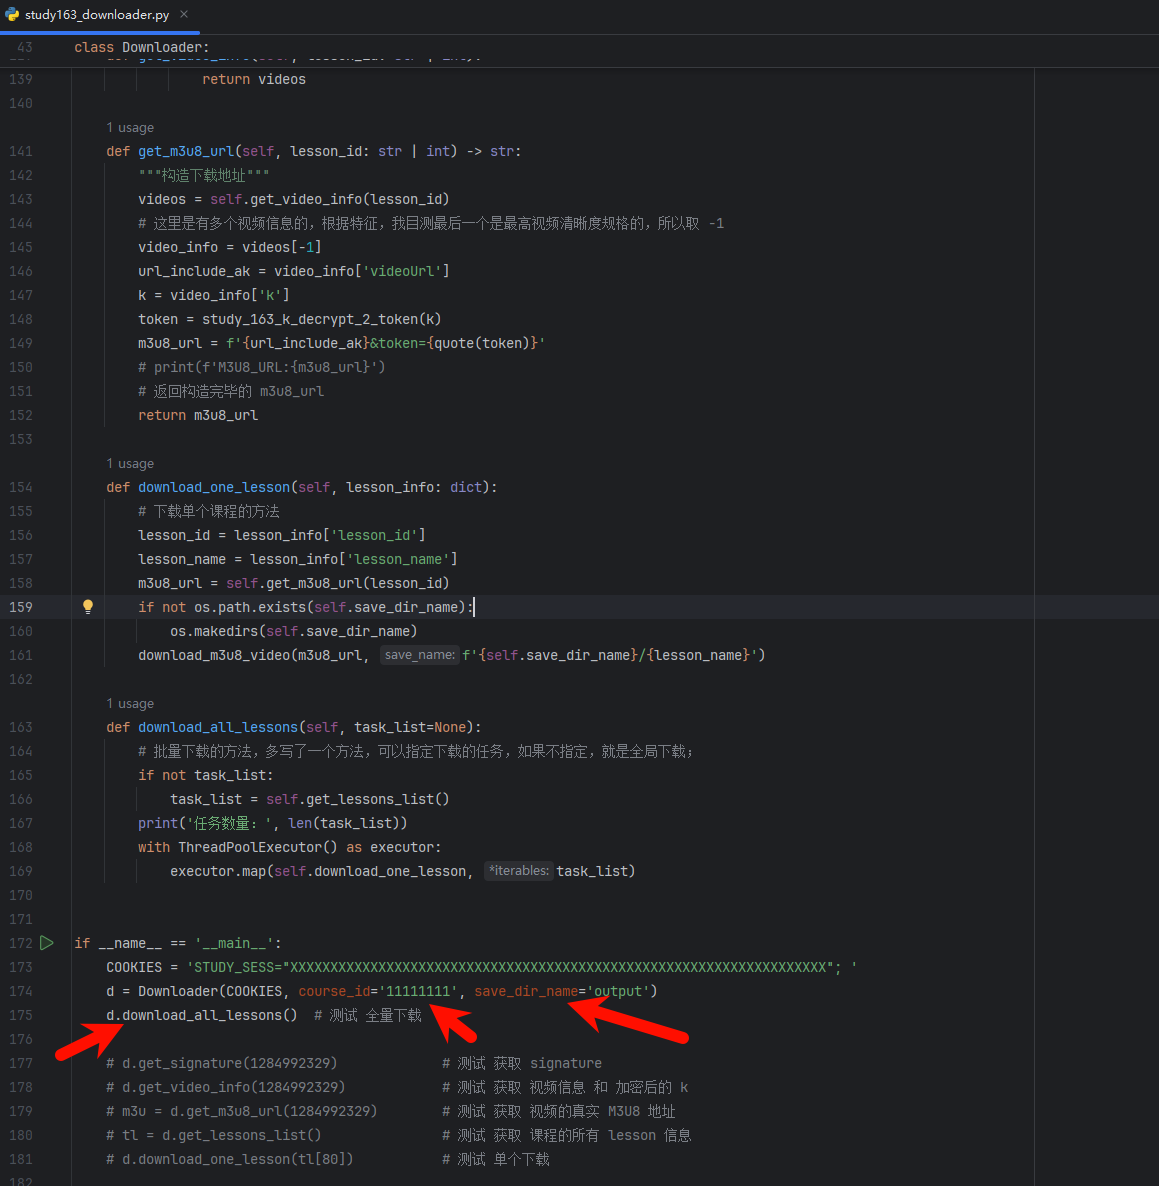 study163_downloader.py
43 class Downloader:
139 return videos
140
1 usage
141 def get_m3u8_url(self, lesson_id: str | int) -> str:
142 """构造下载地址"""
143 videos = self.get_video_info(lesson_id)
144 # 这里是有多个视频信息的，根据特征，我目测最后一个是最高视频清晰度规格的，所以取 -1
145 video_info = videos[-1]
146 url_include_ak = video_info['videoUrl']
147 k = video_info['k']
148 token = study_163_k_decrypt_2_token(k)
149 m3u8_url = f'{url_include_ak}&token={quote(token)}'
150 # print(f'M3U8_URL:{m3u8_url}')
151 # 返回构造完毕的 m3u8_url
152 return m3u8_url
153
1 usage
154 def download_one_lesson(self, lesson_info: dict):
155 # 下载单个课程的方法
156 lesson_id = lesson_info['lesson_id']
157 lesson_name = lesson_info['lesson_name']
158 m3u8_url = self.get_m3u8_url(lesson_id)
159 if not os.path.exists(self.save_dir_name):
160 os.makedirs(self.save_dir_name)
161 download_m3u8_video(m3u8_url, save_name: f'{self.save_dir_name}/{lesson_name}')
162
1 usage
163 def download_all_lessons(self, task_list=None):
164 # 批量下载的方法，多写了一个方法，可以指定下载的任务，如果不指定，就是全局下载；
165 if not task_list:
166 task_list = self.get_lessons_list()
167 print('任务数量：', len(task_list))
168 with ThreadPoolExecutor() as executor:
169 executor.map(self.download_one_lesson, *iterables: task_list)
170
171
172 if __name__ == '__main__':
173 COOKIES = 'STUDY_SESS="XXXXXXXXXXXXXXXXXXXXXXXXXXXXXXXXXXXXXXXXXXXXXXXXXXXXXXXXXXXXXXXXXXX"; '
174 d = Downloader(COOKIES, course_id='11111111', save_dir_name='output')
175 d.download_all_lessons() # 测试 全量下载
176
177 # d.get_signature(1284992329) # 测试 获取 signature
178 # d.get_video_info(1284992329) # 测试 获取 视频信息 和 加密后的 k
179 # m3u = d.get_m3u8_url(1284992329) # 测试 获取 视频的真实 M3U8 地址
180 # tl = d.get_lessons_list() # 测试 获取 课程的所有 lesson 信息
181 # d.download_one_lesson(tl[80]) # 测试 单个下载
182